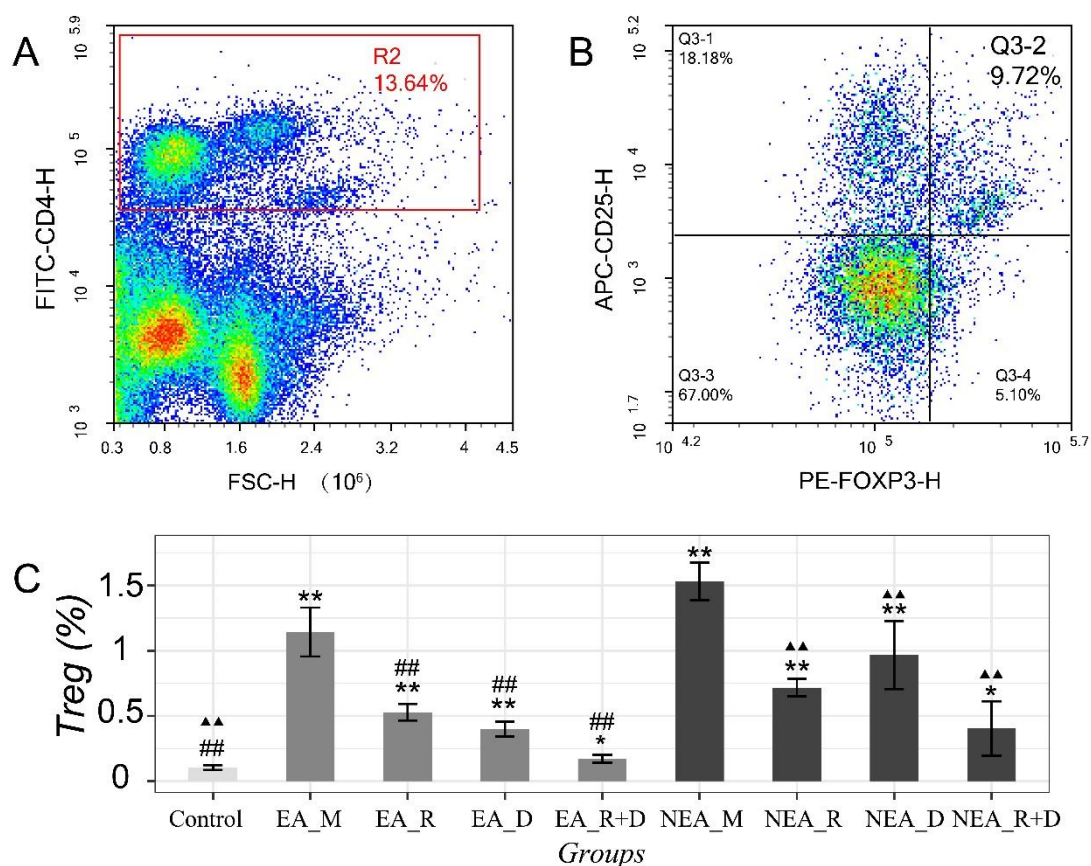 A
R2
13.64%
FITC-CD4-H
10 5.9
10 5
10 4
10 3
0.3 0.8 1.6 2.4 4 4.5
FSC-H （10⁶）
B
Q3-1
18.18%
Q3-2
9.72%
Q3-3
67.00%
Q3-4
5.10%
APC-CD25-H
10 5.2
10 4
10 3
10 1.7
10 4.2 10 5 10 5.7
PE-FOXP3-H
C
Treg (%)
1.5
1
0.5
0
▲▲
##
**
##
**
##
**
##
*
**
▲▲
**
▲▲
**
▲▲
*
Control EA_M EA_R EA_D EA_R+D NEA_M NEA_R NEA_D NEA_R+D
Groups